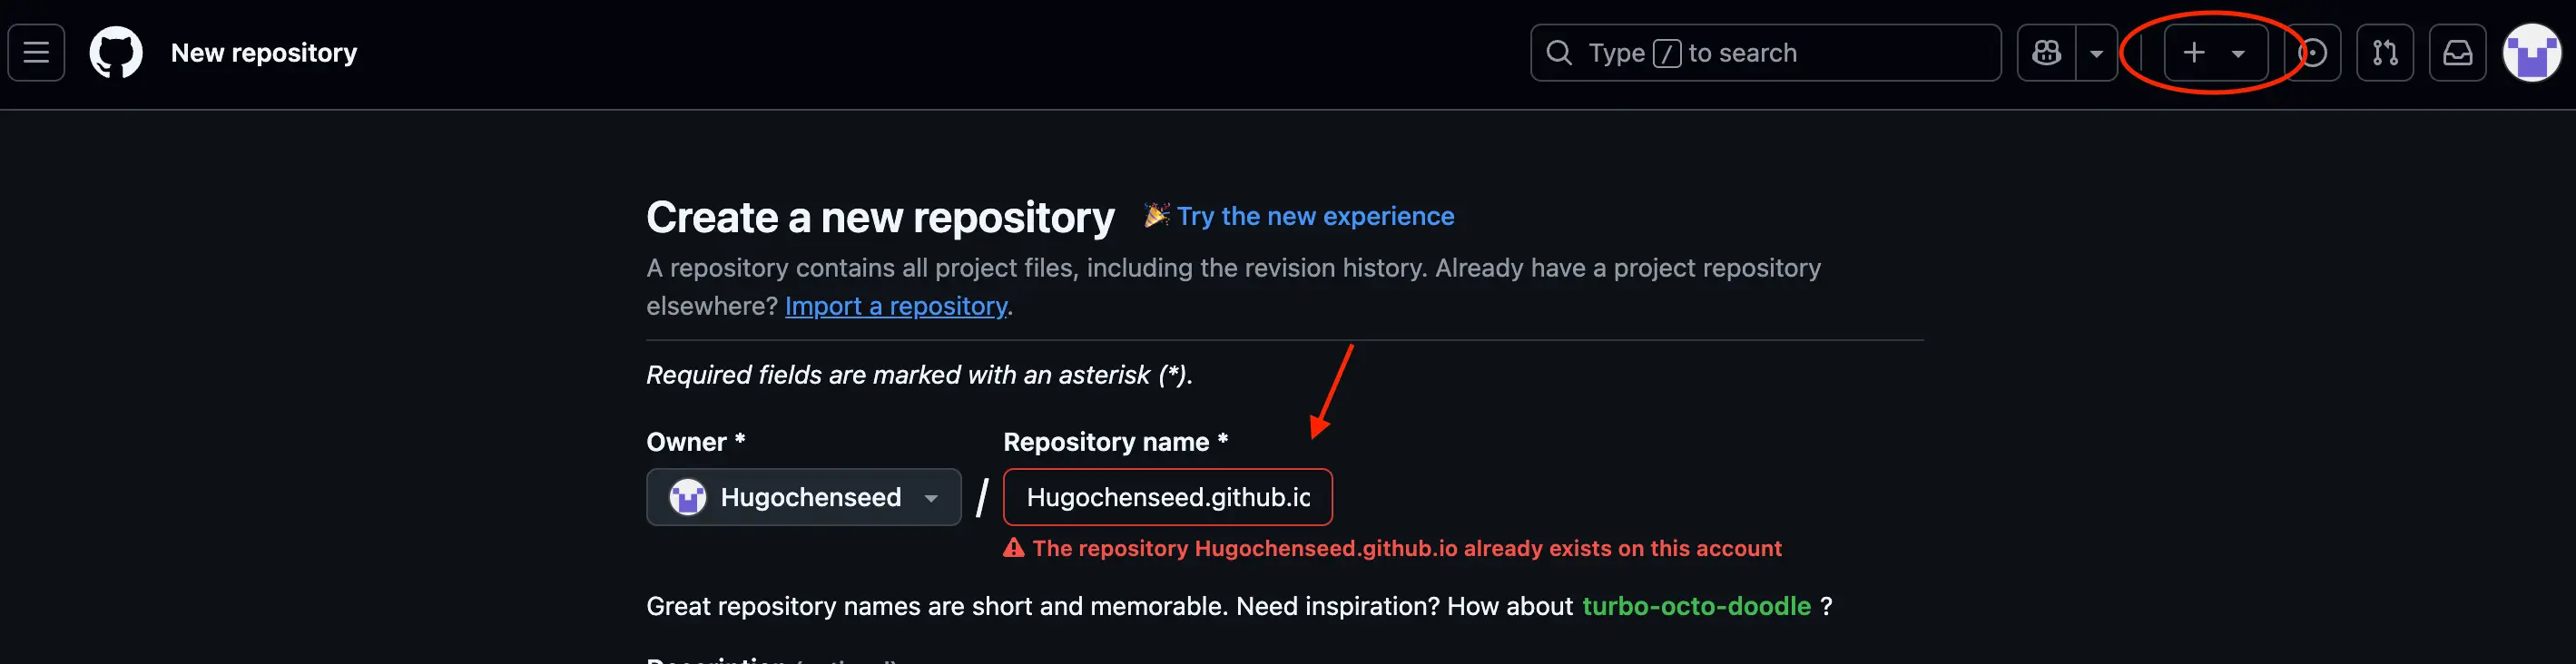 New repository
Type / to search
Create a new repository 🎉 Try the new experience
A repository contains all project files, including the revision history. Already have a project repository
elsewhere? Import a repository.
Required fields are marked with an asterisk (*).
Owner * Repository name *
Hugochenseed / Hugochenseed.github.io
The repository Hugochenseed.github.io already exists on this account
Great repository names are short and memorable. Need inspiration? How about turbo-octo-doodle ?